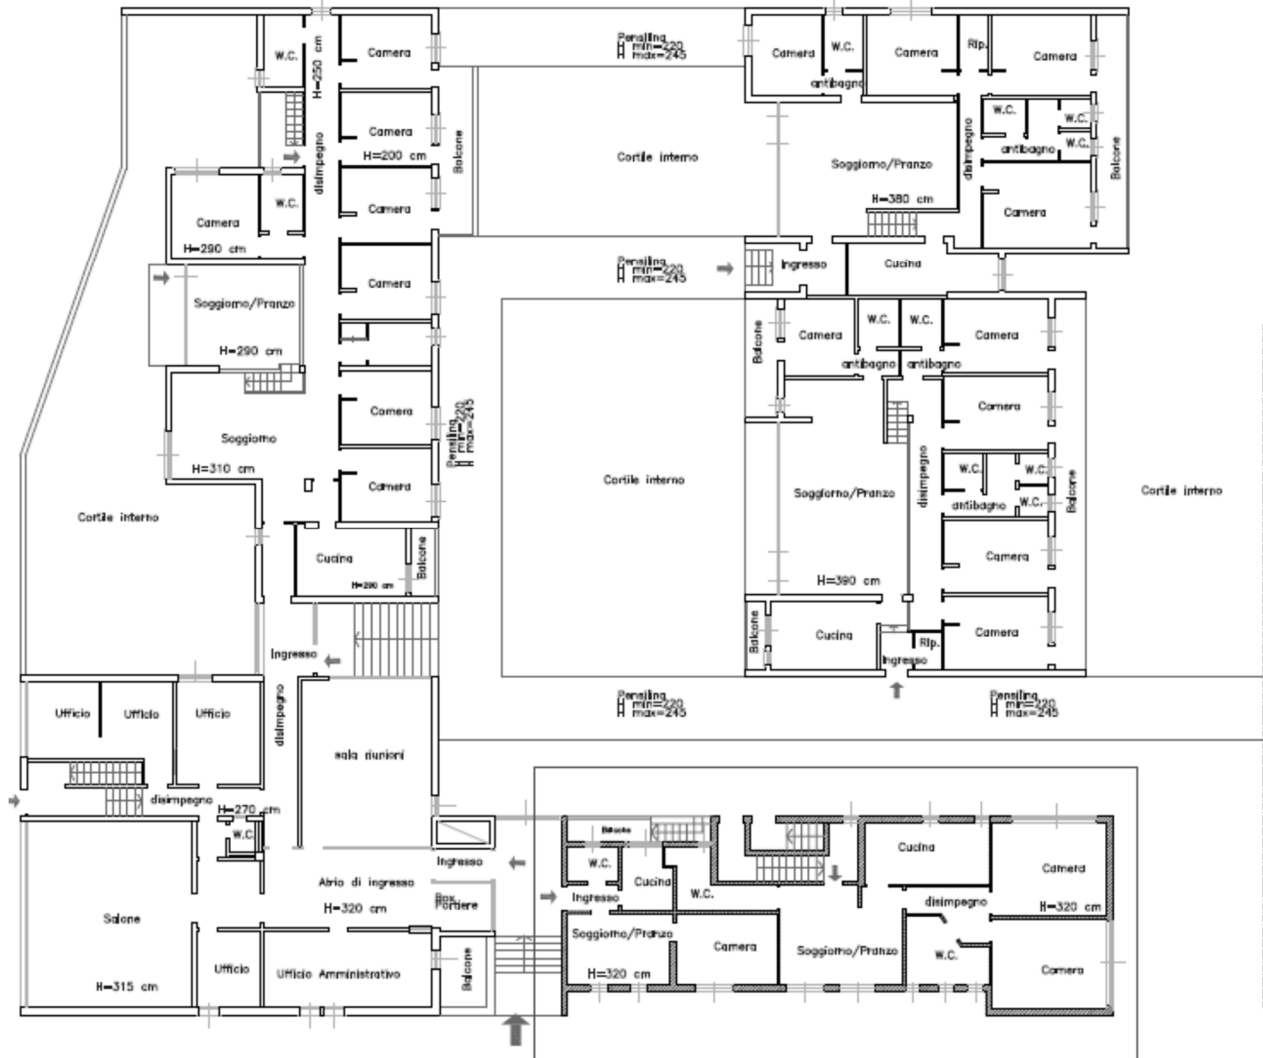 W.C.
H=250 cm
Camera
Pensilina
H min=220
H max=245
Camera
W.C.
Camera
Rip.
Camera
antibagno
Camera
H=200 cm
disimpegno
Balcone
Cortile interno
Soggiorno/Pranzo
H=380 cm
disimpegno
W.C.
W.C.
W.C.
antibagno
Balcone
Camera
Camera
H=290 cm
W.C.
Camera
Pensilina
H min=220
H max=245
Ingresso
Cucina
Soggiorno/Pranzo
H=290 cm
Camera
Balcone
Camera
W.C.
W.C.
Camera
antibagno
antibagno
Soggiorno
H=310 cm
Camera
Pensilina
H min=220
H max=245
Camera
Camera
Cortile interno
Soggiorno/Pranzo
H=390 cm
disimpegno
W.C.
W.C.
W.C.
antibagno
Balcone
Cortile interno
Cortile interno
Cucina
H=290 cm
Balcone
Camera
Balcone
Cucina
Ingresso
Rip.
Camera
Ingresso
Ufficio
Ufficio
Ufficio
disimpegno
Pensilina
H min=220
H max=245
Pensilina
H min=220
H max=245
sala riunioni
disimpegno
H=270 cm
W.C.
Salone
H=315 cm
Atrio di ingresso
H=320 cm
Ingresso
Box
Portiere
Ufficio
Ufficio Amministrativo
Balcone
Balcone
W.C.
Cucina
W.C.
Ingresso
Soggiorno/Pranzo
H=320 cm
Camera
Soggiorno/Pranzo
Cucina
disimpegno
W.C.
Camera
H=320 cm
Camera